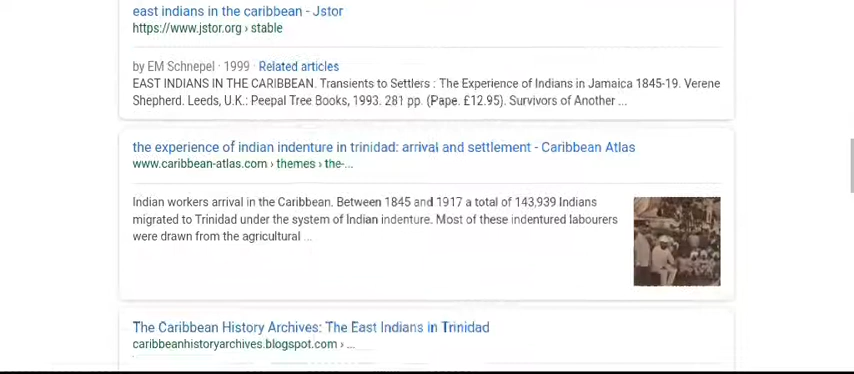 east indians in the caribbean - Jstor
https://www.jstor.org › stable
by EM Schnepel · 1999 · Related articles
EAST INDIANS IN THE CARIBBEAN. Transients to Settlers : The Experience of Indians in Jamaica 1845-19. Verene
Shepherd. Leeds, U.K.: Peepal Tree Books, 1993. 281 pp. (Pape. £12.95). Survivors of Another ...
the experience of indian indenture in trinidad: arrival and settlement - Caribbean Atlas
www.caribbean-atlas.com › themes › the-...
Indian workers arrival in the Caribbean. Between 1845 and 1917 a total of 143,939 Indians
migrated to Trinidad under the system of Indian indenture. Most of these indentured labourers
were drawn from the agricultural ...
The Caribbean History Archives: The East Indians in Trinidad
caribbeanhistoryarchives.blogspot.com › ...